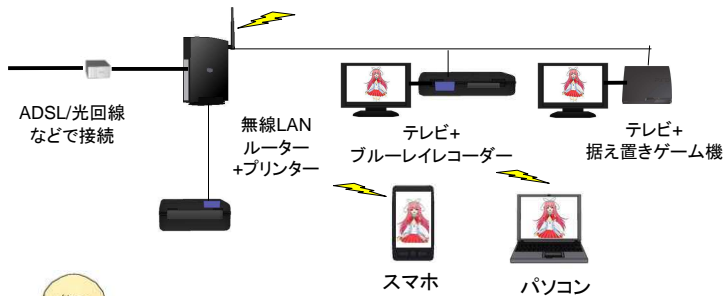 ADSL/光回線
などで接続
無線LAN
ルーター
+プリンター
テレビ+
ブルーレイレコーダー
テレビ+
据え置きゲーム機
スマホ
パソコン